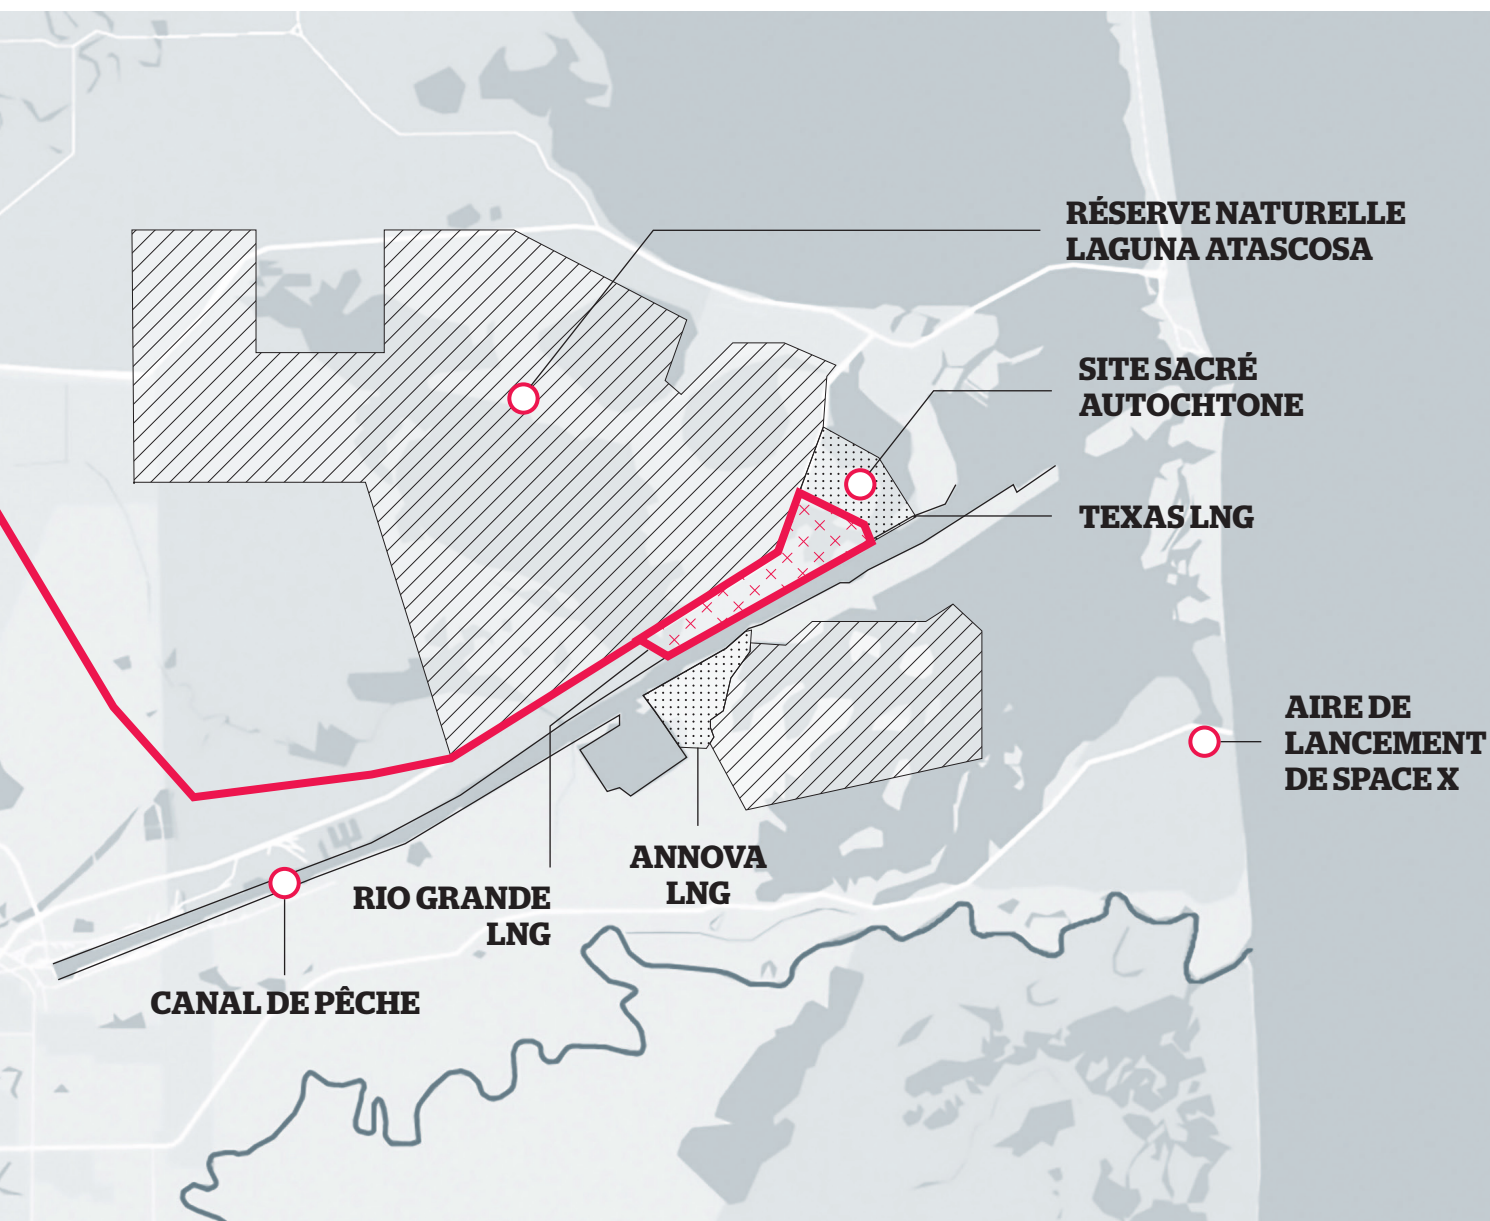 RÉSERVE NATURELLE
LAGUNA ATASCOSA
SITE SACRÉ
AUTOCHTONE
TEXAS LNG
AIRE DE
LANCEMENT
DE SPACE X
ANNOVA
LNG
RIO GRANDE
LNG
CANAL DE PÊCHE